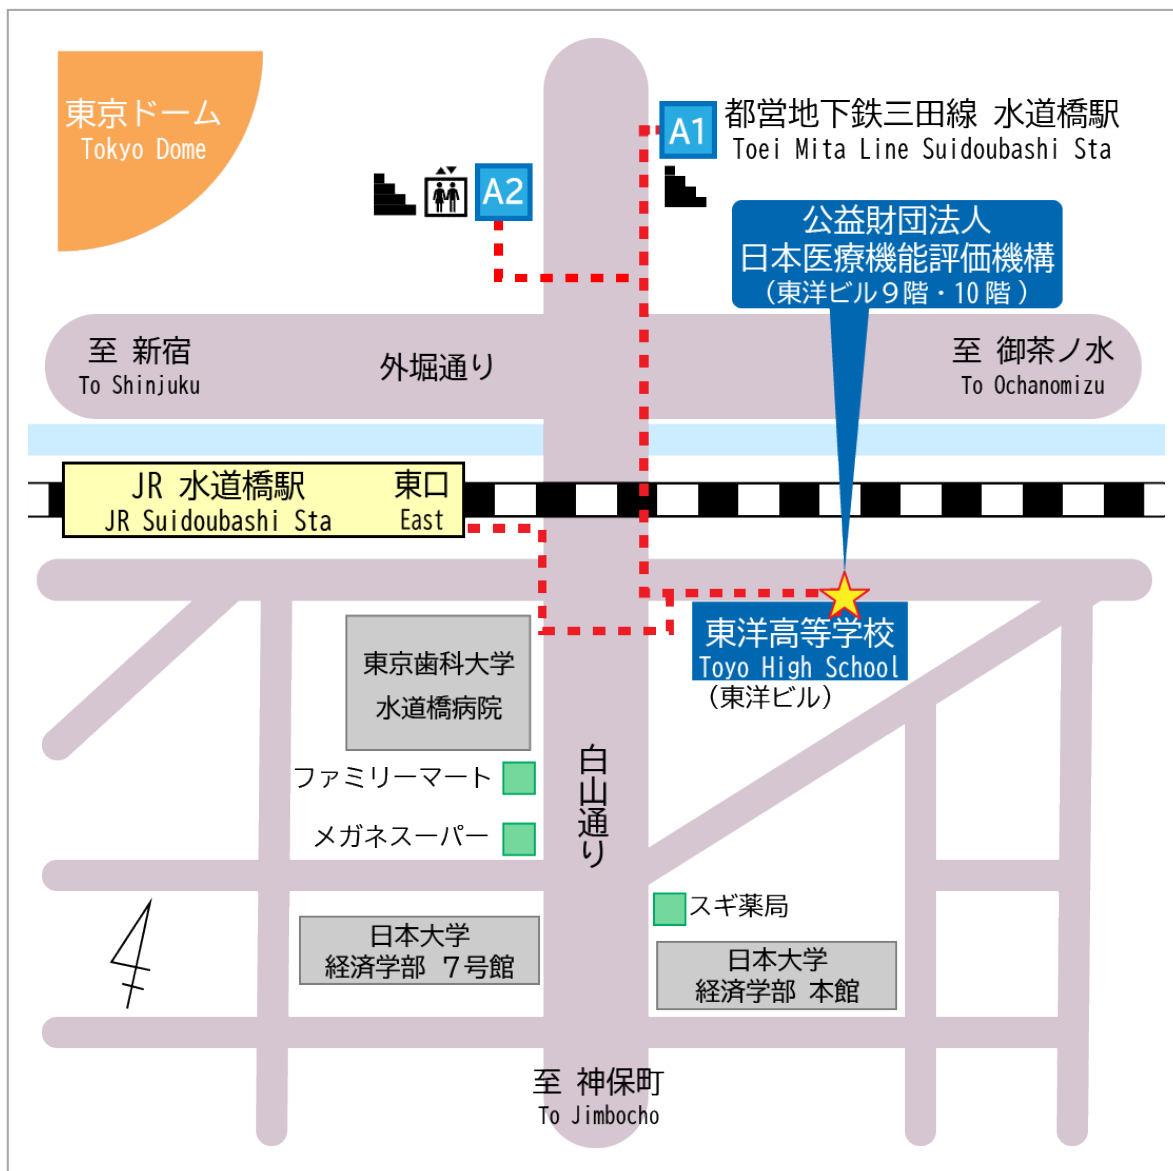 東京ドーム
Tokyo Dome
A1
都営地下鉄三田線 水道橋駅
Toei Mita Line Suidoubashi Sta
A2
公益財団法人
日本医療機能評価機構
（東洋ビル９階・10階）
至 新宿
To Shinjuku
外堀通り
至 御茶ノ水
To Ochanomizu
JR 水道橋駅 東口
JR Suidoubashi Sta East
東京歯科大学
水道橋病院
東洋高等学校
Toyo High School
（東洋ビル）
ファミリーマート
メガネスーパー
白山通り
スギ薬局
日本大学
経済学部 ７号館
日本大学
経済学部 本館
至 神保町
To Jimbocho